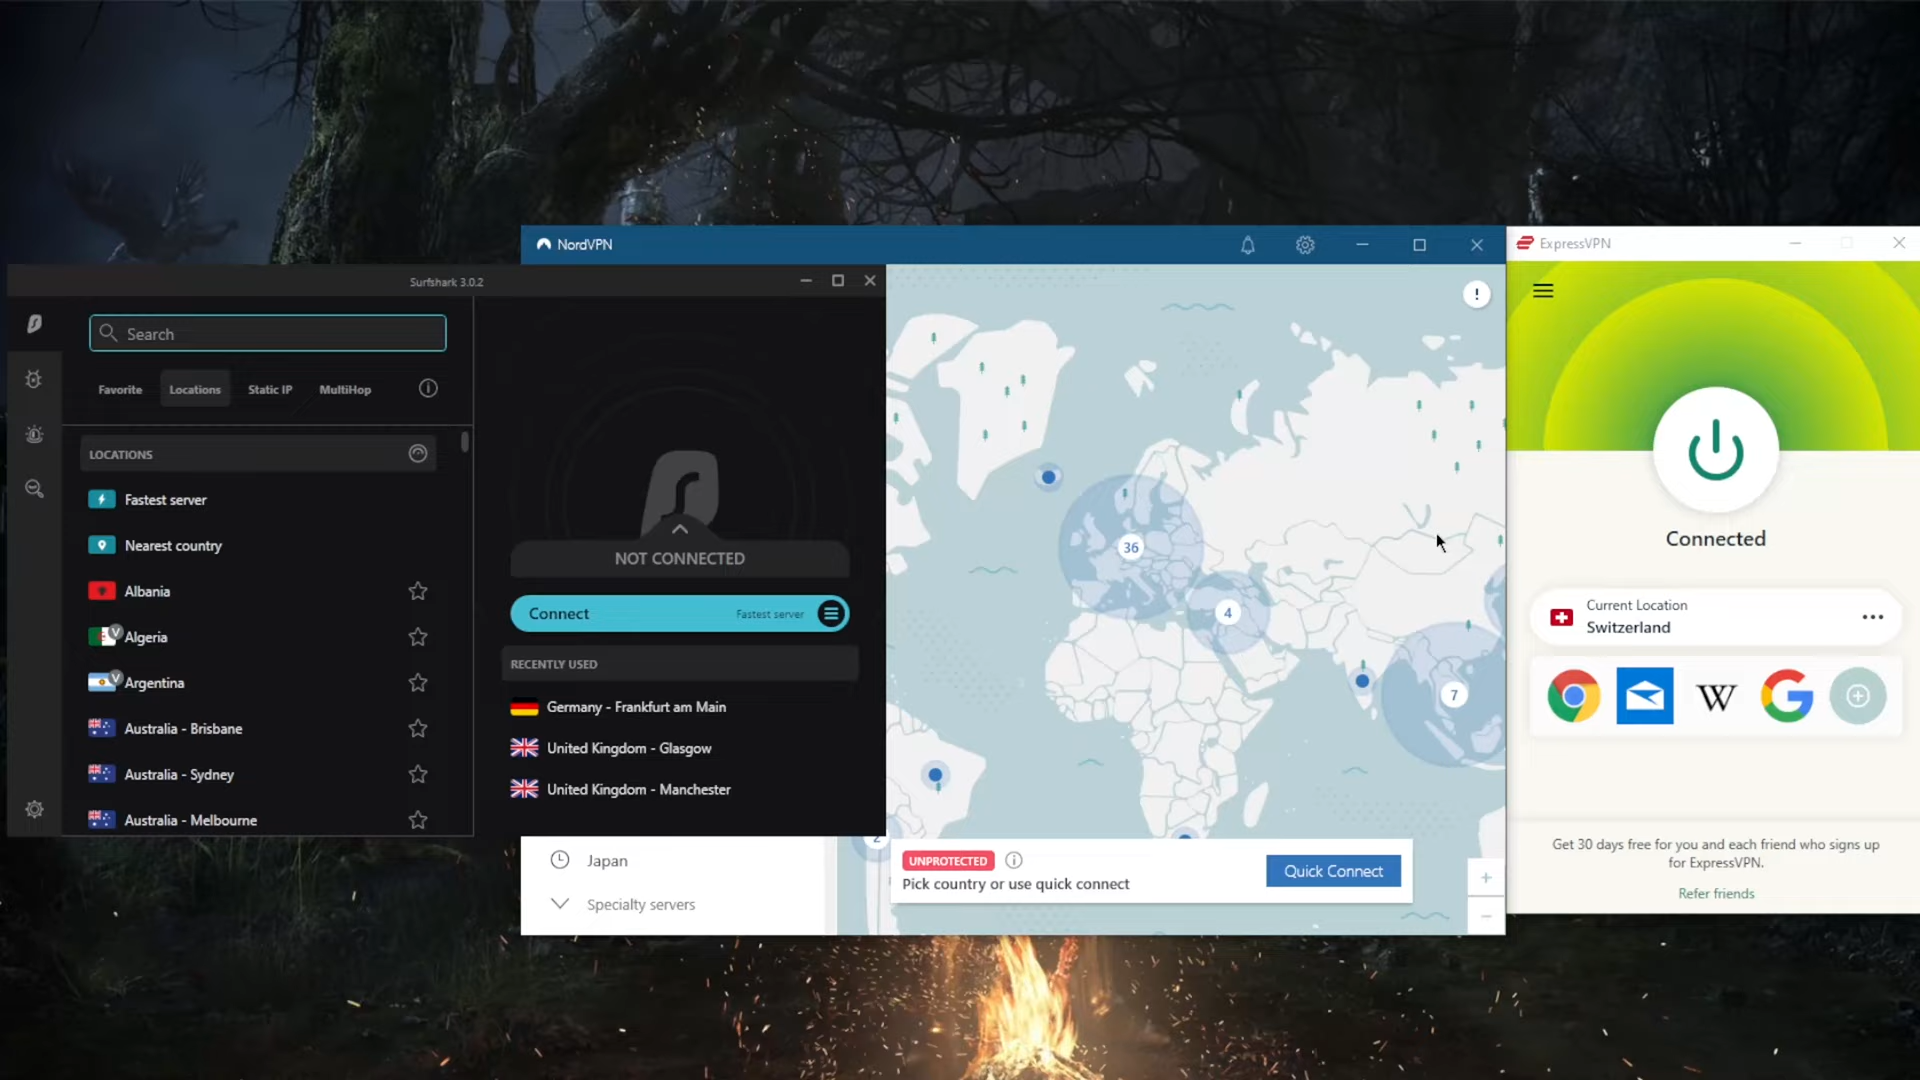 NordVPN
Surfshark 3.0.2
Search
Favorite
Locations
Static IP
MultiHop
LOCATIONS
Fastest server
Nearest country
Albania
V Algeria
V Argentina
Australia - Brisbane
Australia - Sydney
Australia - Melbourne
NOT CONNECTED
Connect
Fastest server
RECENTLY USED
Germany - Frankfurt am Main
United Kingdom - Glasgow
United Kingdom - Manchester
Japan
Specialty servers
!
36
4
7
2
UNPROTECTED
Pick country or use quick connect
Quick Connect
+
−
ExpressVPN
Connected
Current Location
Switzerland
W
G
Get 30 days free for you and each friend who signs up
for ExpressVPN.
Refer friends